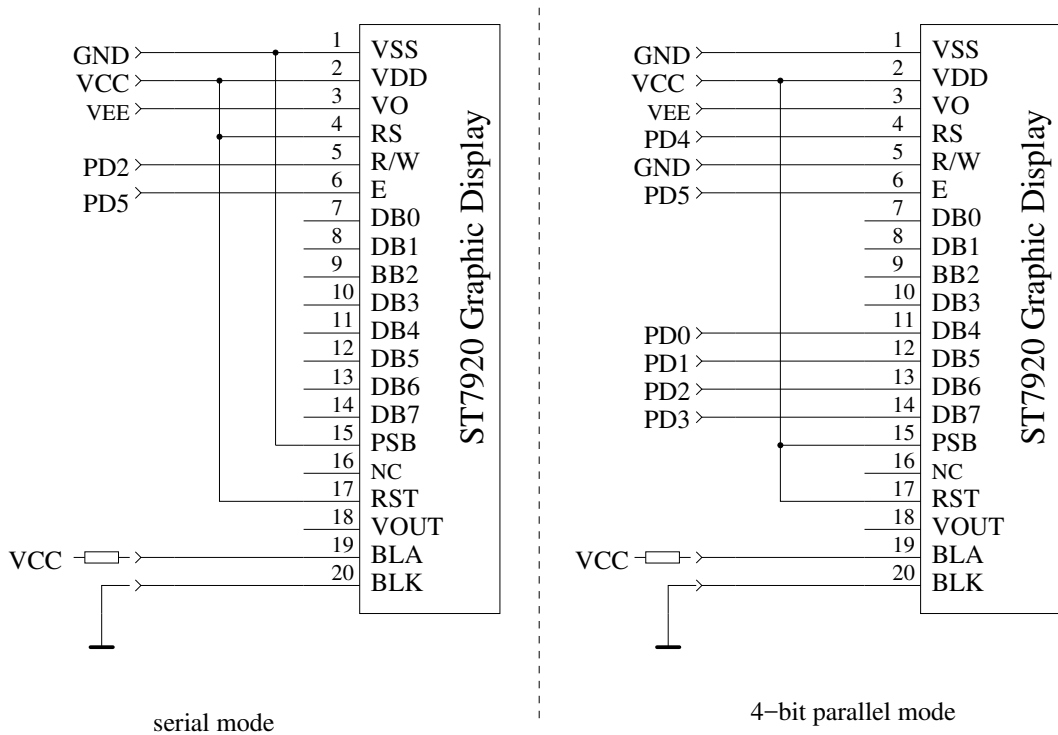 GND 1 VSS
VCC 2 VDD
VEE 3 VO
4 RS
PD2 5 R/W
PD5 6 E
7 DB0
8 DB1
9 BB2
10 DB3
11 DB4
12 DB5
13 DB6
14 DB7
15 PSB
16 NC
17 RST
18 VOUT
VCC 19 BLA
20 BLK
ST7920 Graphic Display
serial mode
GND 1 VSS
VCC 2 VDD
VEE 3 VO
PD4 4 RS
GND 5 R/W
PD5 6 E
7 DB0
8 DB1
9 BB2
10 DB3
PD0 11 DB4
PD1 12 DB5
PD2 13 DB6
PD3 14 DB7
15 PSB
16 NC
17 RST
18 VOUT
VCC 19 BLA
20 BLK
ST7920 Graphic Display
4−bit parallel mode